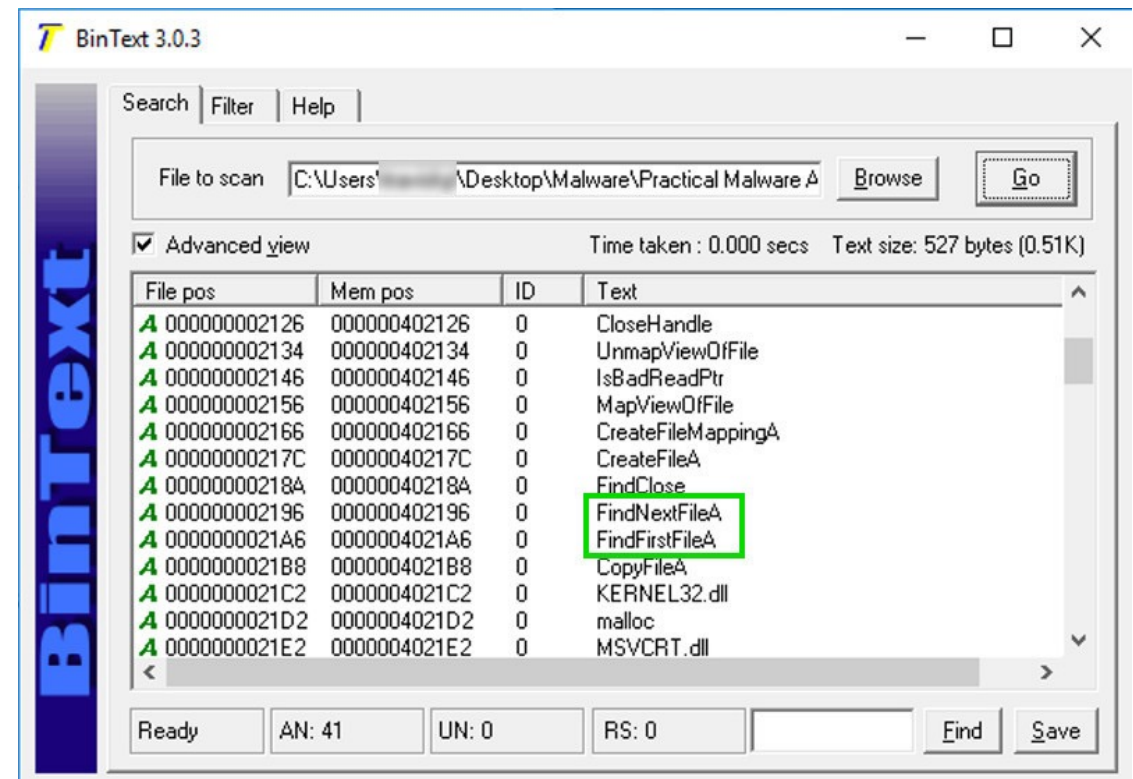 BinText 3.0.3
Search Filter Help
File to scan C:\Users' \Desktop\Malware\Practical Malware A Browse Go
Advanced view Time taken : 0.000 secs Text size: 527 bytes (0.51K)
File pos Mem pos ID Text
A 000000002126 000000402126 0 CloseHandle
A 000000002134 000000402134 0 UnmapViewOfFile
A 000000002146 000000402146 0 IsBadReadPtr
A 000000002156 000000402156 0 MapViewOfFile
A 000000002166 000000402166 0 CreateFileMappingA
A 00000000217C 00000040217C 0 CreateFileA
A 00000000218A 00000040218A 0 FindClose
A 000000002196 000000402196 0 FindNextFileA
A 0000000021A6 0000004021A6 0 FindFirstFileA
A 0000000021B8 0000004021B8 0 CopyFileA
A 0000000021C2 0000004021C2 0 KERNEL32.dll
A 0000000021D2 0000004021D2 0 malloc
A 0000000021E2 0000004021E2 0 MSVCRT.dll
Ready AN: 41 UN: 0 RS: 0 Find Save
BinText